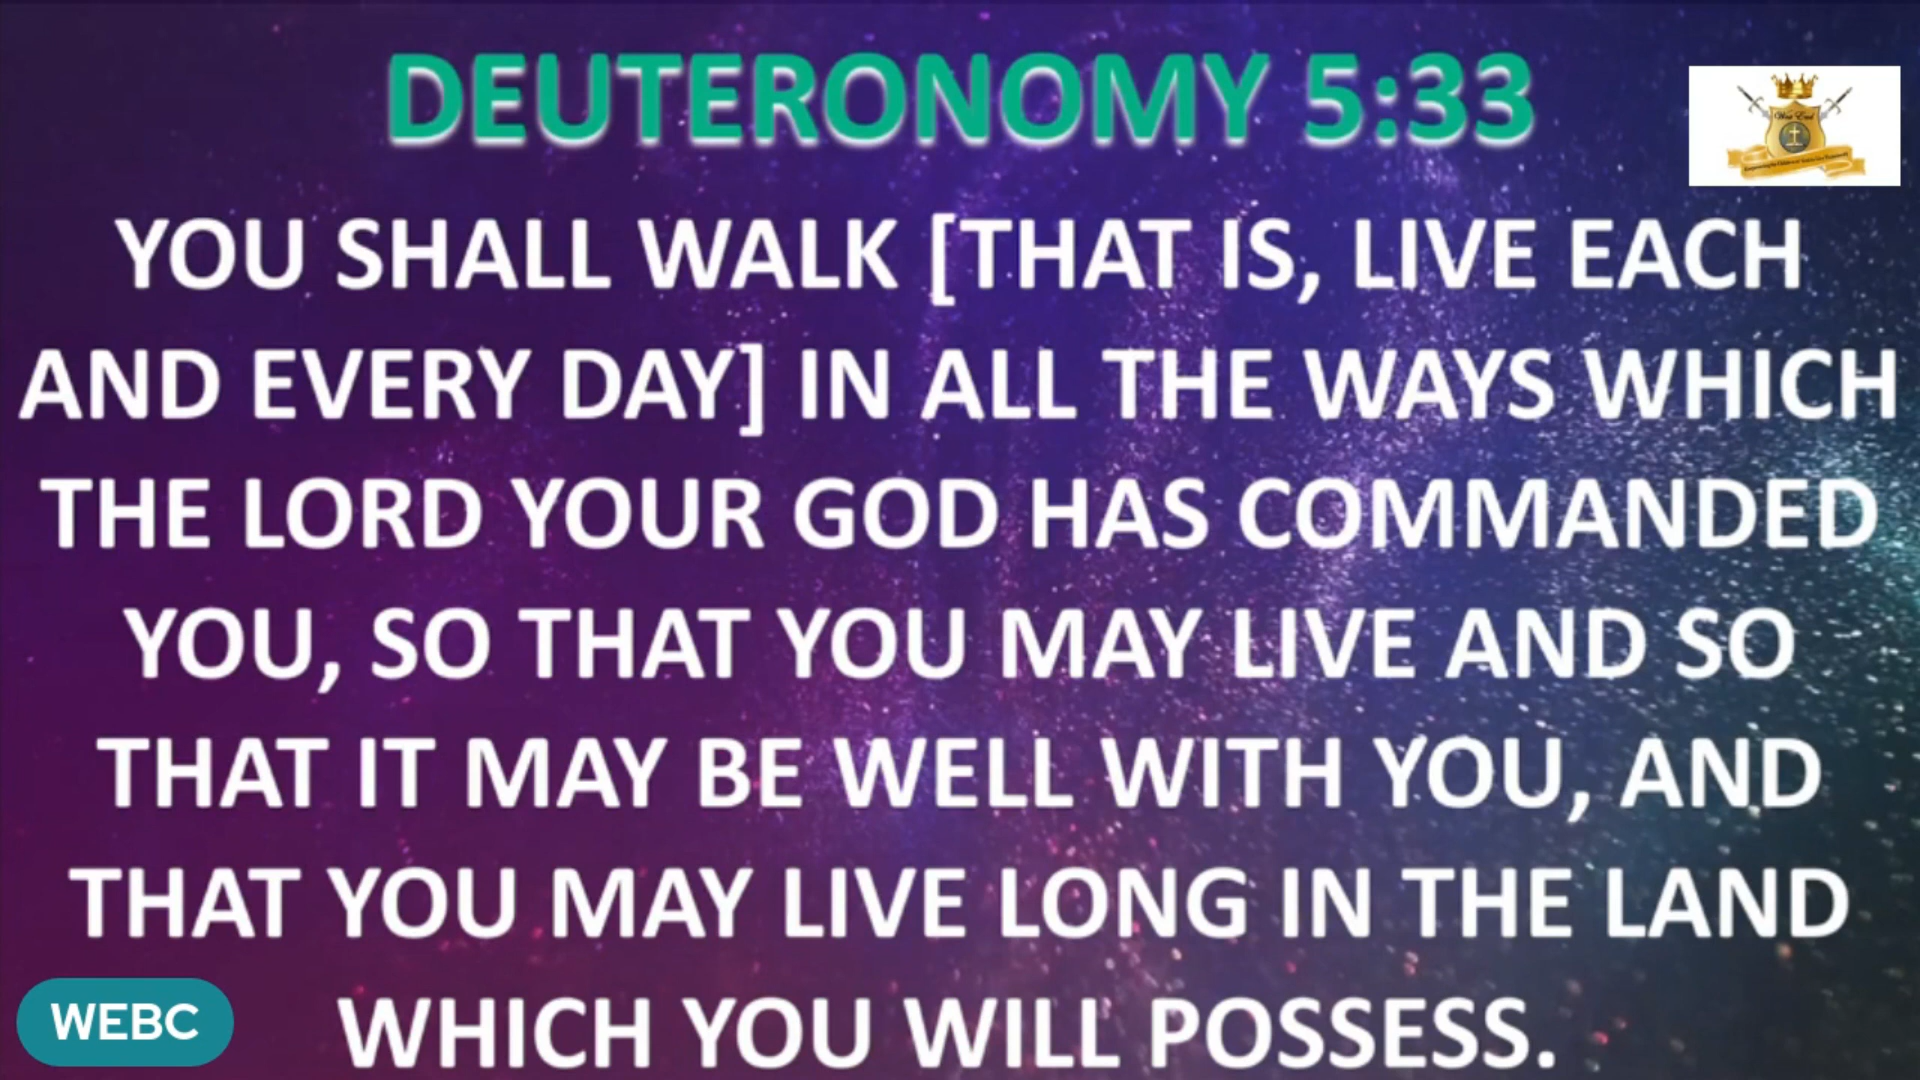 DEUTERONOMY 5:33
West End
YOU SHALL WALK [THAT IS, LIVE EACH
AND EVERY DAY] IN ALL THE WAYS WHICH
THE LORD YOUR GOD HAS COMMANDED
YOU, SO THAT YOU MAY LIVE AND SO
THAT IT MAY BE WELL WITH YOU, AND
THAT YOU MAY LIVE LONG IN THE LAND
WHICH YOU WILL POSSESS.
WEBC